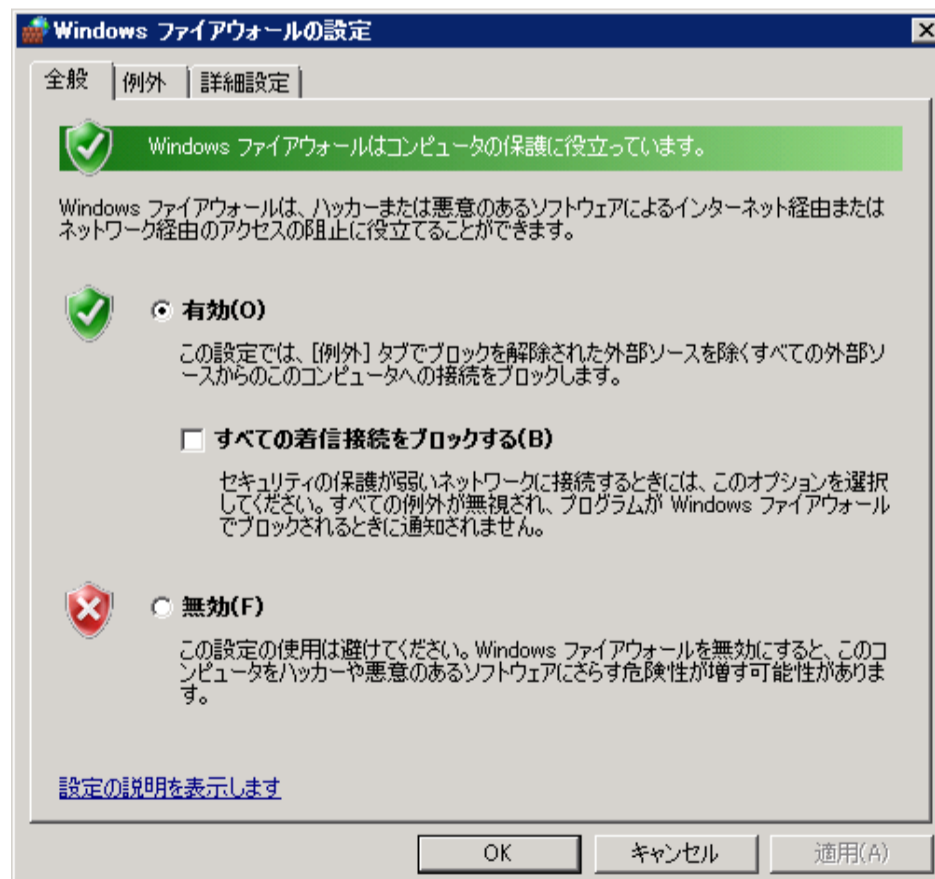 Windows ファイアウォールの設定
全般
例外
詳細設定
Windows ファイアウォールはコンピュータの保護に役立っています。
Windows ファイアウォールは、ハッカーまたは悪意のあるソフトウェアによるインターネット経由または
ネットワーク経由のアクセスの阻止に役立てることができます。
有効(O)
この設定では、[例外] タブでブロックを解除された外部ソースを除くすべての外部ソ
ースからのこのコンピュータへの接続をブロックします。
すべての着信接続をブロックする(B)
セキュリティの保護が弱いネットワークに接続するときには、このオプションを選択
してください。すべての例外が無視され、プログラムが Windows ファイアウォール
でブロックされるときに通知されません。
無効(F)
この設定の使用は避けてください。Windows ファイアウォールを無効にすると、このコ
ンピュータをハッカーや悪意のあるソフトウェアにさらす危険性が増す可能性がありま
す。
設定の説明を表示します
OK
キャンセル
適用(A)